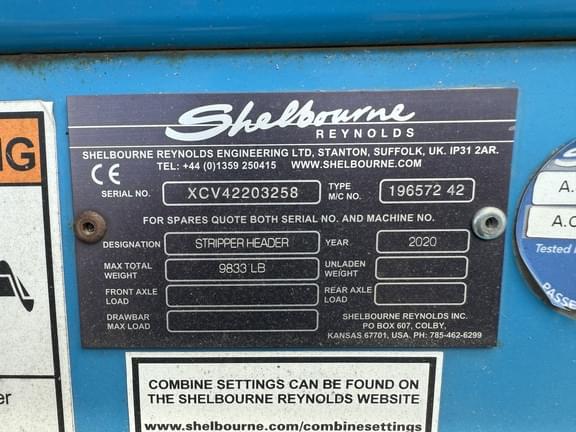 NG
Shelbourne
REYNOLDS
SHELBOURNE REYNOLDS ENGINEERING LTD, STANTON, SUFFOLK, UK. IP31 2AR.
TEL: +44 (0)1359 250415 WWW.SHELBOURNE.COM
CE
SERIAL NO. XCV42203258 TYPE M/C NO. 196572 42
FOR SPARES QUOTE BOTH SERIAL NO. AND MACHINE NO.
DESIGNATION STRIPPER HEADER YEAR 2020
MAX TOTAL WEIGHT 9833 LB UNLADEN WEIGHT
FRONT AXLE LOAD REAR AXLE LOAD
DRAWBAR MAX LOAD
SHELBOURNE REYNOLDS INC.
PO BOX 607, COLBY,
KANSAS 67701, USA. PH: 785-462-6299
COMBINE SETTINGS CAN BE FOUND ON
THE SHELBOURNE REYNOLDS WEBSITE
www.shelbourne.com/combinesettings
er
A.
A.C
Tested
PASSE